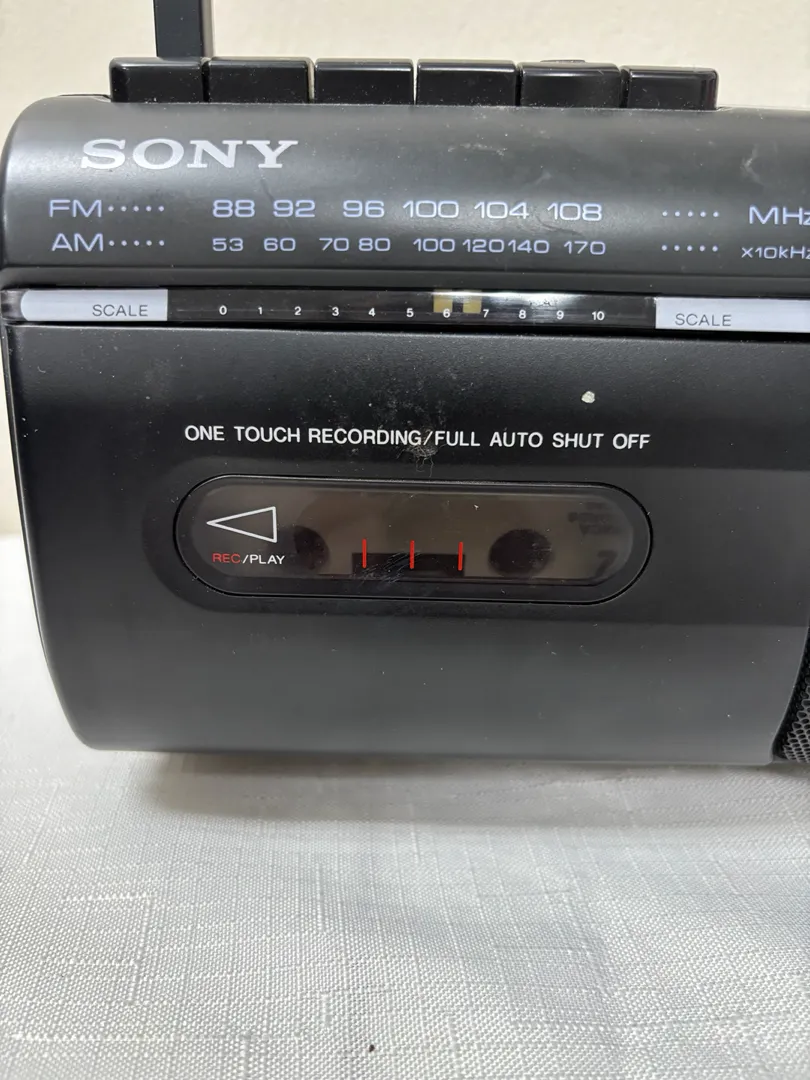 SONY
FM 88 92 96 100 104 108 MHz
AM 53 60 70 80 100 120 140 170 x10kHz
SCALE 0 1 2 3 4 5 6 7 8 9 10 SCALE
ONE TOUCH RECORDING/FULL AUTO SHUT OFF
REC/PLAY